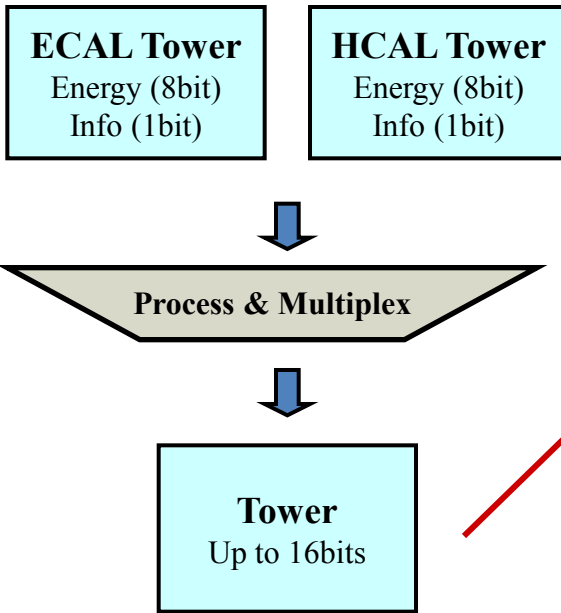 ECAL Tower
Energy (8bit)
Info (1bit)
HCAL Tower
Energy (8bit)
Info (1bit)
Process & Multiplex
Tower
Up to 16bits